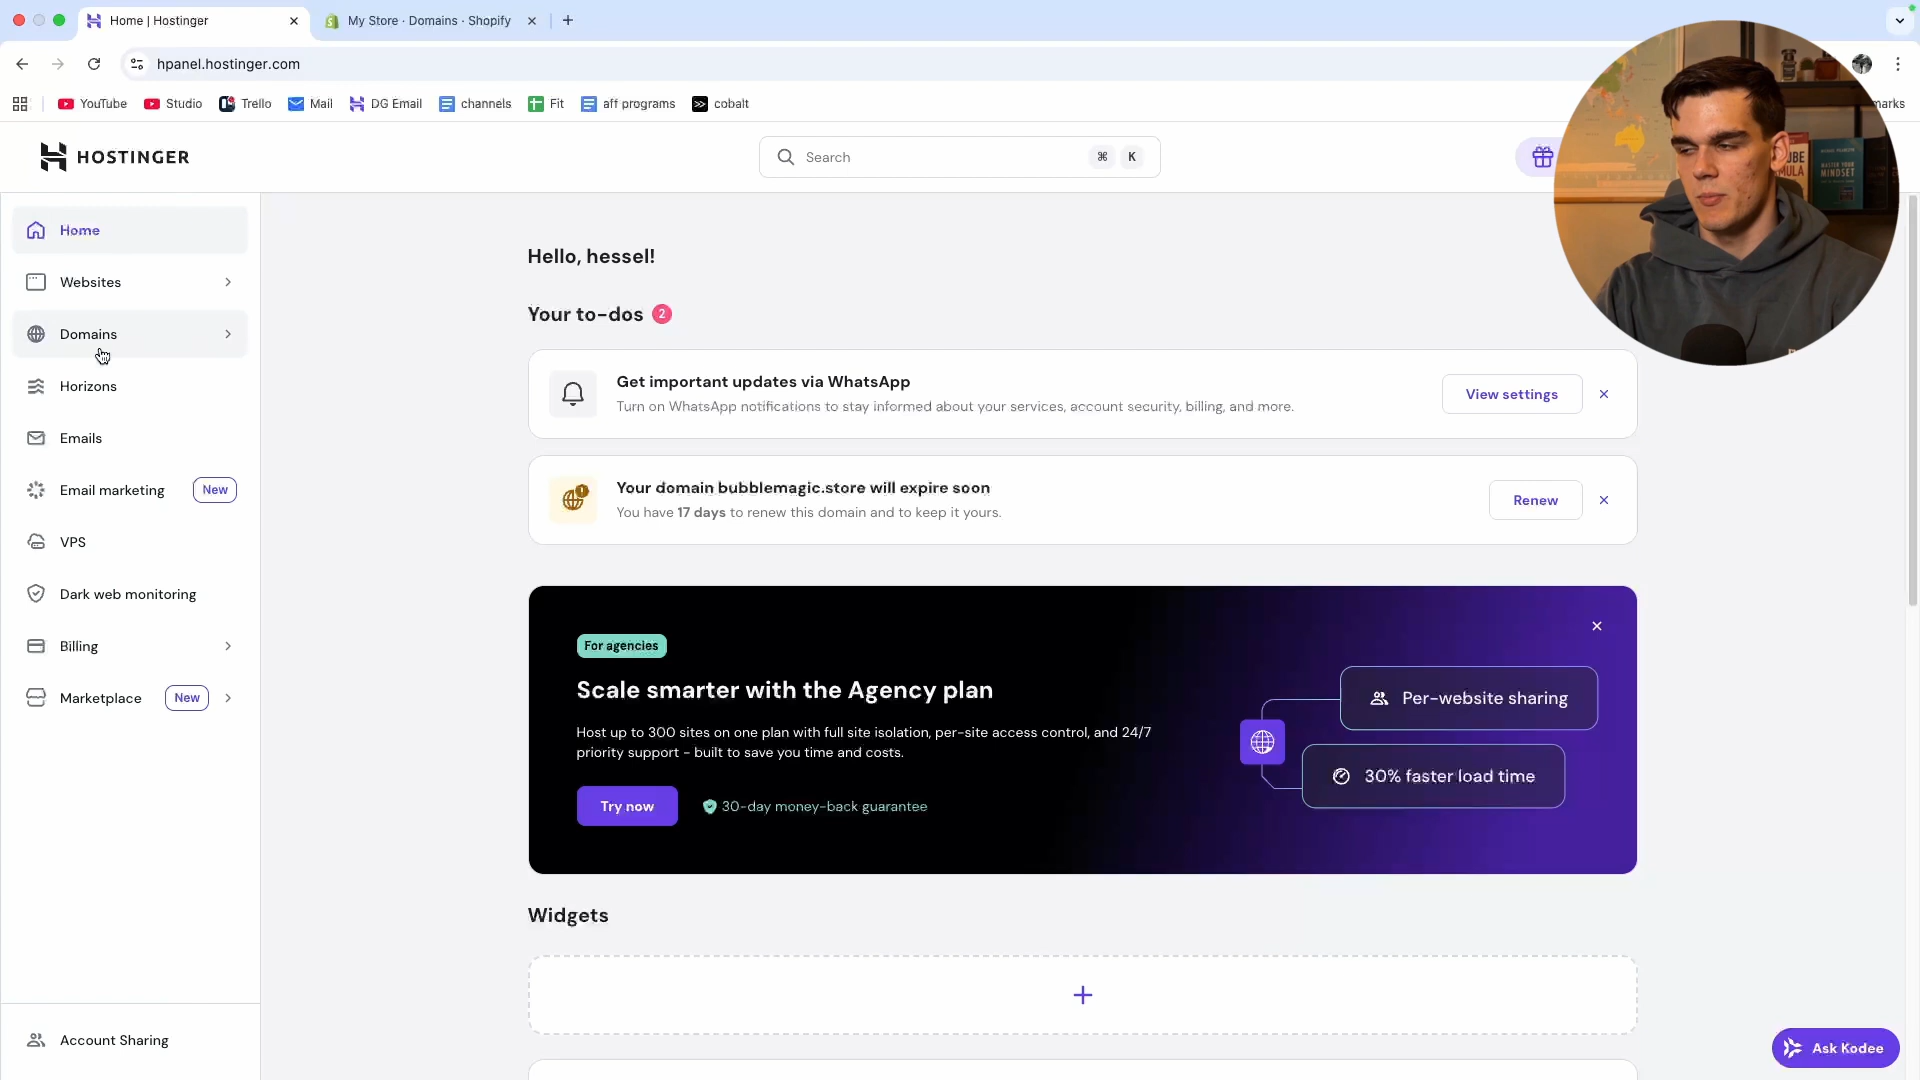 Home | Hostinger
My Store · Domains · Shopify
hpanel.hostinger.com
YouTube
Studio
Trello
Mail
DG Email
channels
Fit
aff programs
cobalt
marks
HOSTINGER
Search
⌘ K
Home
Websites
Domains
Horizons
Emails
Email marketing New
VPS
Dark web monitoring
Billing
Marketplace New
Account Sharing
Hello, hessel!
Your to-dos 2
Get important updates via WhatsApp
Turn on WhatsApp notifications to stay informed about your services, account security, billing, and more.
View settings
Your domain bubblemagic.store will expire soon
You have 17 days to renew this domain and to keep it yours.
Renew
For agencies
Scale smarter with the Agency plan
Host up to 300 sites on one plan with full site isolation, per-site access control, and 24/7
priority support - built to save you time and costs.
Try now
30-day money-back guarantee
Per-website sharing
30% faster load time
Widgets
Ask Kodee
MASTER YOUR
MINDSET